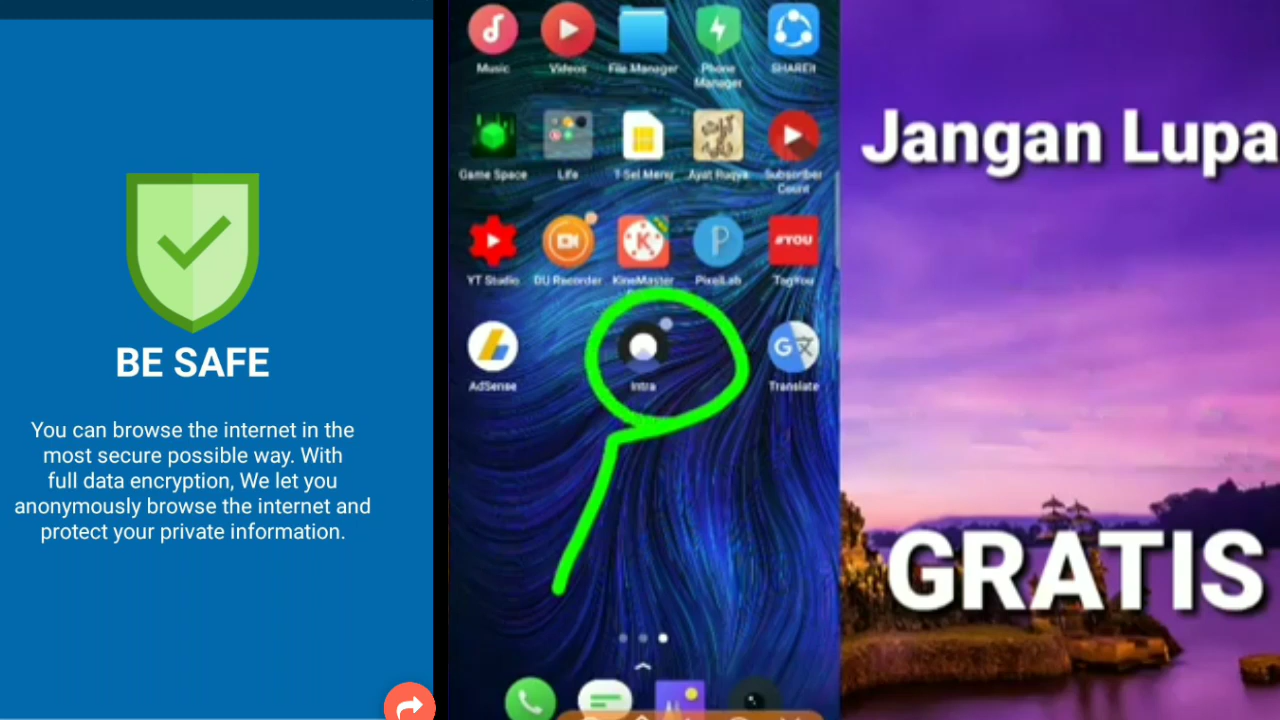 BE SAFE
You can browse the internet in the
most secure possible way. With
full data encryption, We let you
anonymously browse the internet and
protect your private information.
Music Videos File Manager Phone Manager SHAREit
Game Space Life T-Sel Menu Ayat Ruqya Subscriber Count
YT Studio DU Recorder KineMaster PixelLab TagYou
#YOU
AdSense Intra Translate
Jangan Lupa
GRATIS